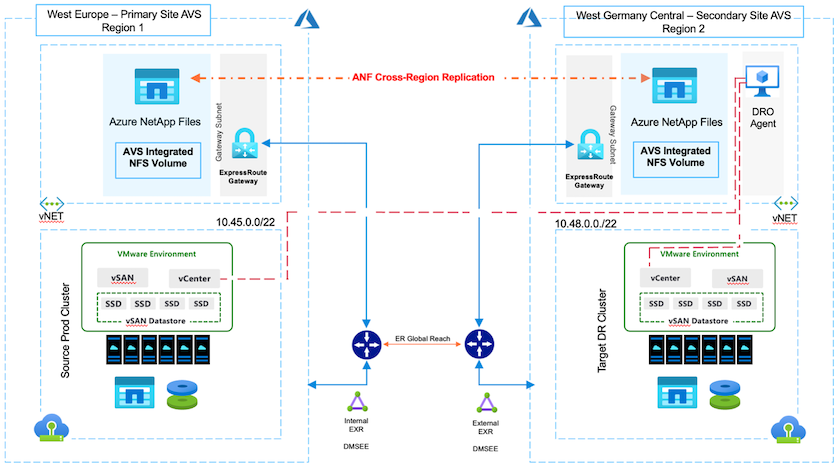 West Europe – Primary Site AVS
Region 1
West Germany Central – Secondary Site AVS
Region 2
ANF Cross-Region Replication
Azure NetApp Files
AVS Integrated
NFS Volume
Gateway Subnet
ExpressRoute
Gateway
vNET
10.45.0.0/22
Gateway Subnet
ExpressRoute
Gateway
Azure NetApp Files
AVS Integrated
NFS Volume
DRO
Agent
vNET
10.48.0.0./22
Source Prod Cluster
VMware Environment
vSAN
vCenter
SSD SSD SSD SSD
vSAN Datastore
ER Global Reach
Internal
EXR
DMSEE
External
EXR
DMSEE
Target DR Cluster
VMware Environment
vCenter
vSAN
SSD SSD SSD SSD
vSAN Datastore